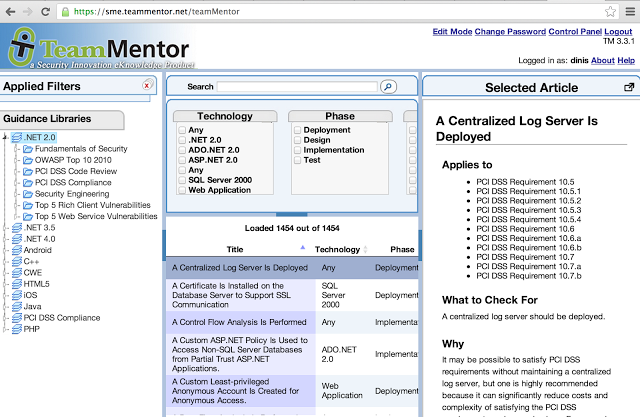 https://sme.teammentor.net/teamMentor
TeamMentor
a Security Innovation eKnowledge Product
Edit Mode Change Password Control Panel Logout
TM 3.3.1
Logged in as: dinis About Help
Applied Filters
Guidance Libraries
.NET 2.0
Fundamentals of Security
OWASP Top 10 2010
PCI DSS Code Review
PCI DSS Compliance
Security Engineering
Top 5 Rich Client Vulnerabilities
Top 5 Web Service Vulnerabilities
.NET 3.5
.NET 4.0
Android
C++
CWE
HTML5
iOS
Java
PCI DSS Compliance
PHP
Search
Technology
Any
.NET 2.0
ADO.NET 2.0
ASP.NET 2.0
Any
SQL Server 2000
Web Application
Phase
Deployment
Design
Implementation
Test
Loaded 1454 out of 1454
Title Technology Phase
A Centralized Log Server Is Deployed Any Deployment
A Certificate Is Installed on the
Database Server to Support SSL
Communication
SQL
Server
2000
Deployment
A Control Flow Analysis Is Performed Any Implementa
A Custom ASP.NET Policy Is Used to
Access Non-SQL Server Databases
from Partial Trust ASP.NET
Applications.
ADO.NET
2.0
Implementa
A Custom Least-privileged
Anonymous Account Is Created for
Anonymous Access.
Web
Application
Deployment
Selected Article
A Centralized Log Server Is
Deployed
Applies to
PCI DSS Requirement 10.5
PCI DSS Requirement 10.5.1
PCI DSS Requirement 10.5.2
PCI DSS Requirement 10.5.3
PCI DSS Requirement 10.5.4
PCI DSS Requirement 10.6
PCI DSS Requirement 10.6.a
PCI DSS Requirement 10.6.b
PCI DSS Requirement 10.7
PCI DSS Requirement 10.7.a
PCI DSS Requirement 10.7.b
What to Check For
A centralized log server should be deployed.
Why
It may be possible to satisfy PCI DSS
requirements without maintaining a centralized
log server, but one is highly recommended
because it can significantly reduce costs and
complexity of satisfying the PCI DSS